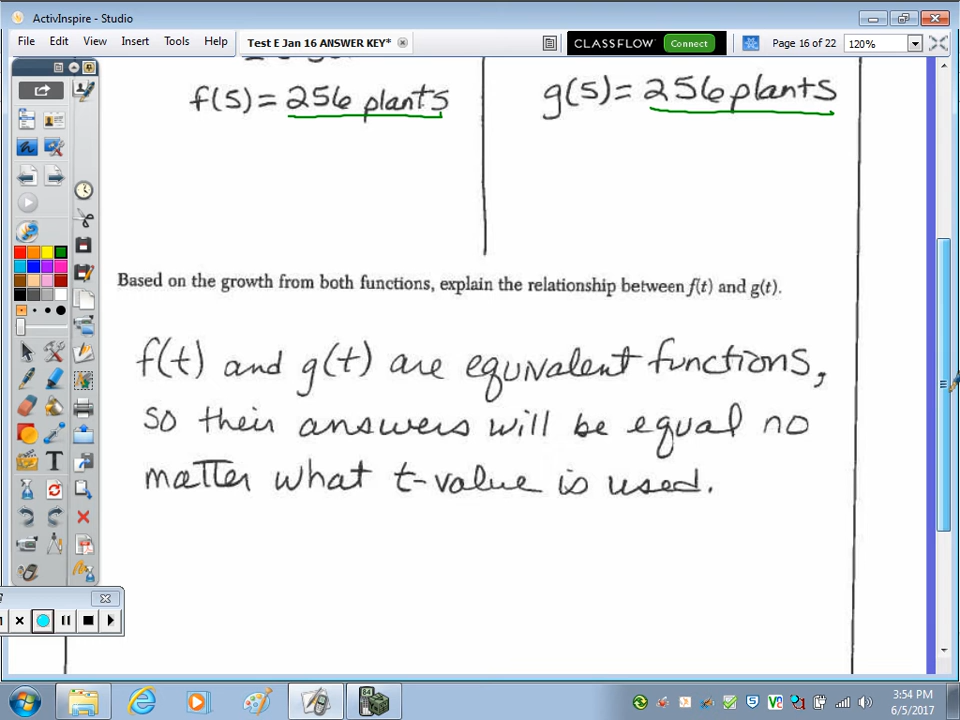 ActivInspire - Studio
File Edit View Insert Tools Help Test E Jan 16 ANSWER KEY* CLASSFLOW Connect Page 16 of 22 120%
f(5) = 256 plants
g(5) = 256 plants
Based on the growth from both functions, explain the relationship between f(t) and g(t).
f(t) and g(t) are equivalent functions,
so their answers will be equal no
matter what t-value is used.
3:54 PM
6/5/2017